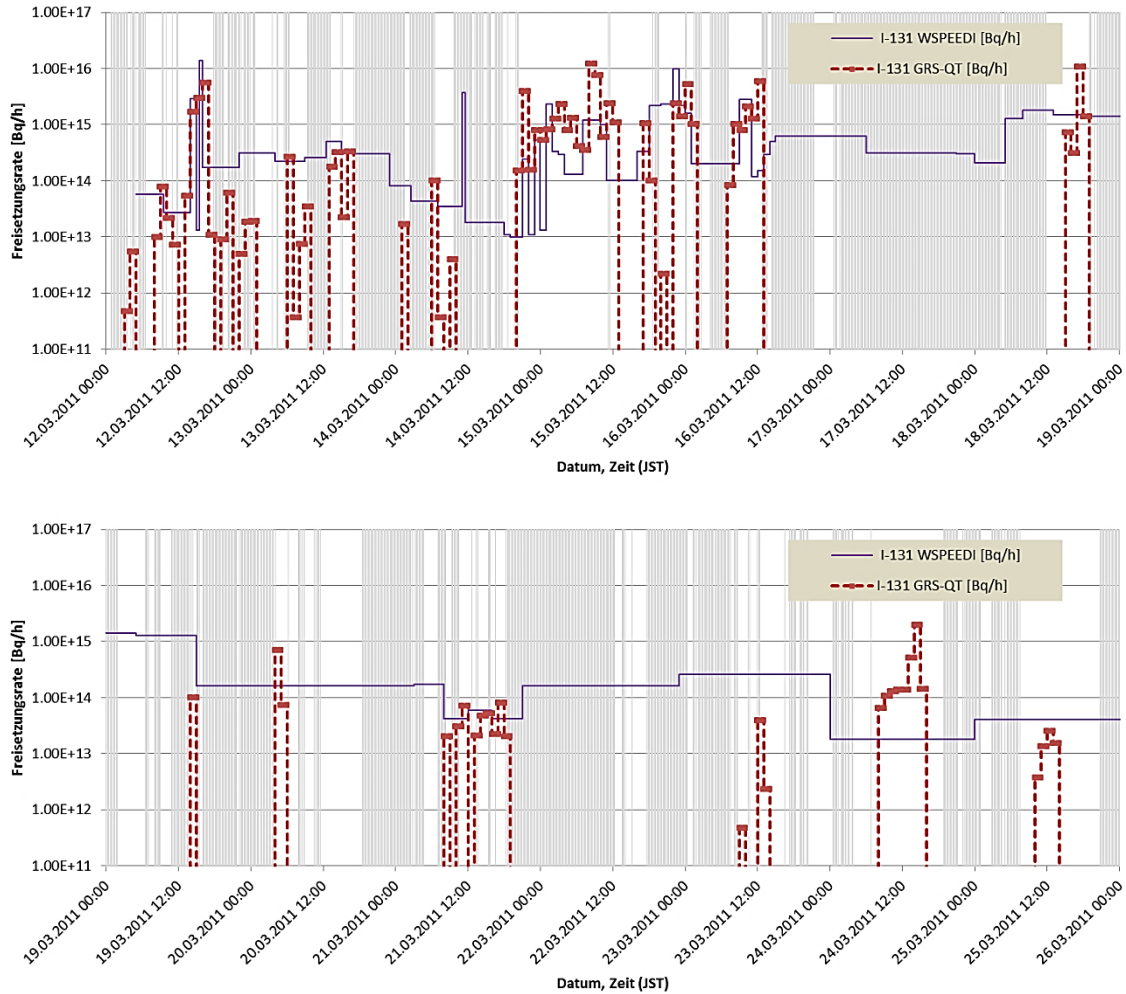 1.00E+17
1.00E+16
1.00E+15
1.00E+14
1.00E+13
1.00E+12
1.00E+11
Freisetzungsrate [Bq/h]
I-131 WSPEEDI [Bq/h]
I-131 GRS-QT [Bq/h]
12.03.2011 00:00
12.03.2011 12:00
13.03.2011 00:00
13.03.2011 12:00
14.03.2011 00:00
14.03.2011 12:00
15.03.2011 00:00
15.03.2011 12:00
16.03.2011 00:00
16.03.2011 12:00
17.03.2011 00:00
17.03.2011 12:00
18.03.2011 00:00
18.03.2011 12:00
19.03.2011 00:00
Datum, Zeit (JST)
1.00E+17
1.00E+16
1.00E+15
1.00E+14
1.00E+13
1.00E+12
1.00E+11
Freisetzungsrate [Bq/h]
I-131 WSPEEDI [Bq/h]
I-131 GRS-QT [Bq/h]
19.03.2011 00:00
19.03.2011 12:00
20.03.2011 00:00
20.03.2011 12:00
21.03.2011 00:00
21.03.2011 12:00
22.03.2011 00:00
22.03.2011 12:00
23.03.2011 00:00
23.03.2011 12:00
24.03.2011 00:00
24.03.2011 12:00
25.03.2011 00:00
25.03.2011 12:00
26.03.2011 00:00
Datum, Zeit (JST)